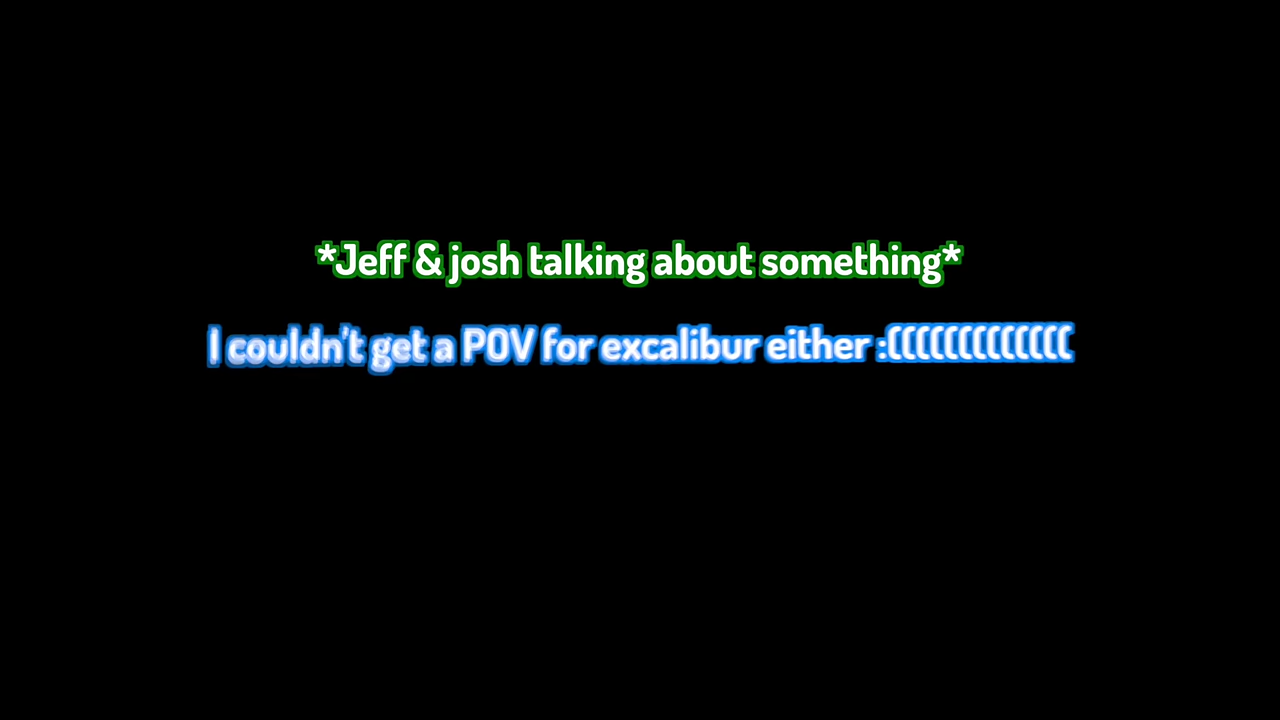 *Jeff & josh talking about something*
I couldn't get a POV for excalibur either :(((((((((((((